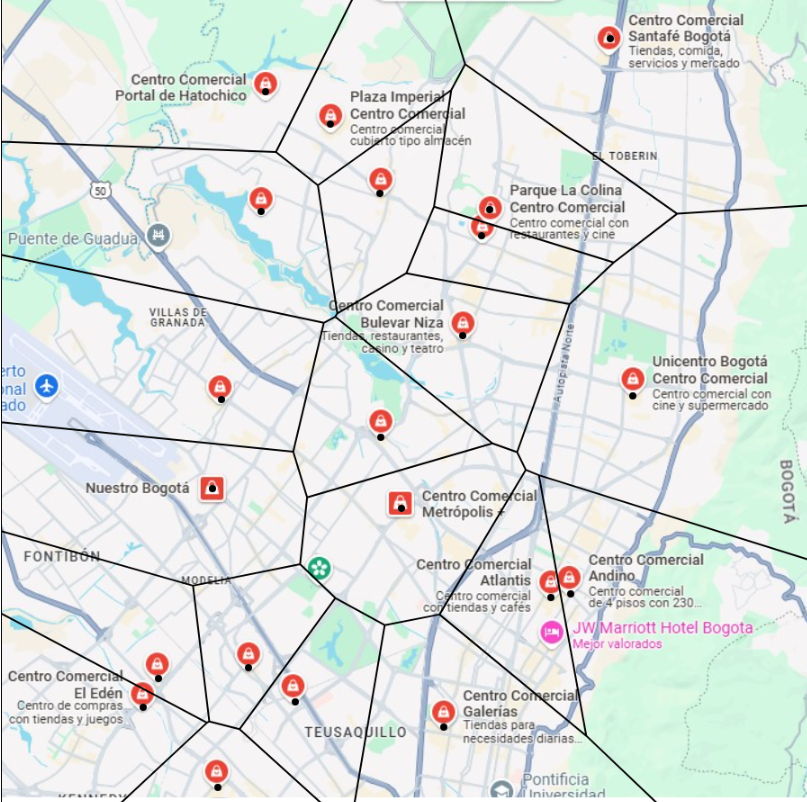 Centro Comercial
Santafé Bogotá
Tiendas, comida,
servicios y mercado
Centro Comercial
Portal de Hatochico
Plaza Imperial
Centro Comercial
Centro comercial
cubierto tipo almacén
EL TOBERIN
50
Parque La Colina
Centro Comercial
Centro comercial con
restaurantes y cine
Puente de Guadua
VILLAS DE
GRANADA
Centro Comercial
Bulevar Niza
Tiendas, restaurantes,
casino y teatro
Autopista Norte
Unicentro Bogotá
Centro Comercial
Centro comercial con
cine y supermercado
erto
onal
ado
BOGOTÁ
Nuestro Bogotá
Centro Comercial
Metrópolis +
FONTIBÓN
MODELIA
Centro Comercial
Atlantis
Centro comercial
con tiendas y cafés
Centro Comercial
Andino
Centro comercial
de 4 pisos con 230...
JW Marriott Hotel Bogota
Mejor valorados
Centro Comercial
El Edén
Centro de compras
con tiendas y juegos
Centro Comercial
Galerías
Tiendas para
necesidades diarias...
TEUSAQUILLO
Pontificia
Universidad
KENNEDY